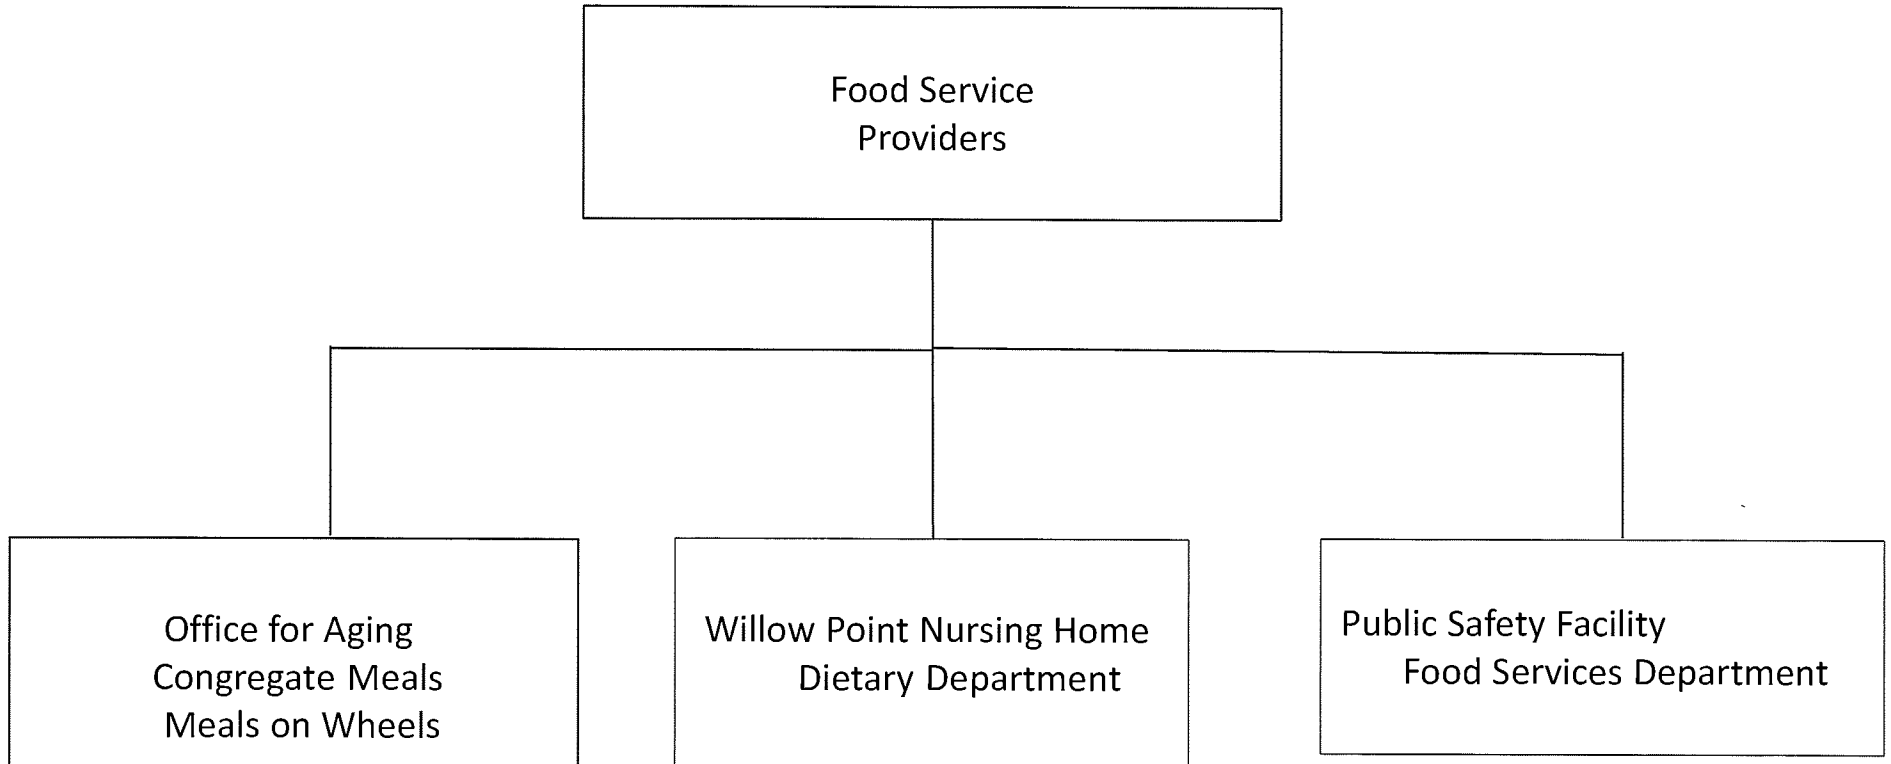 Food Service
Providers
Office for Aging
Congregate Meals
Meals on Wheels
Willow Point Nursing Home
Dietary Department
Public Safety Facility
Food Services Department